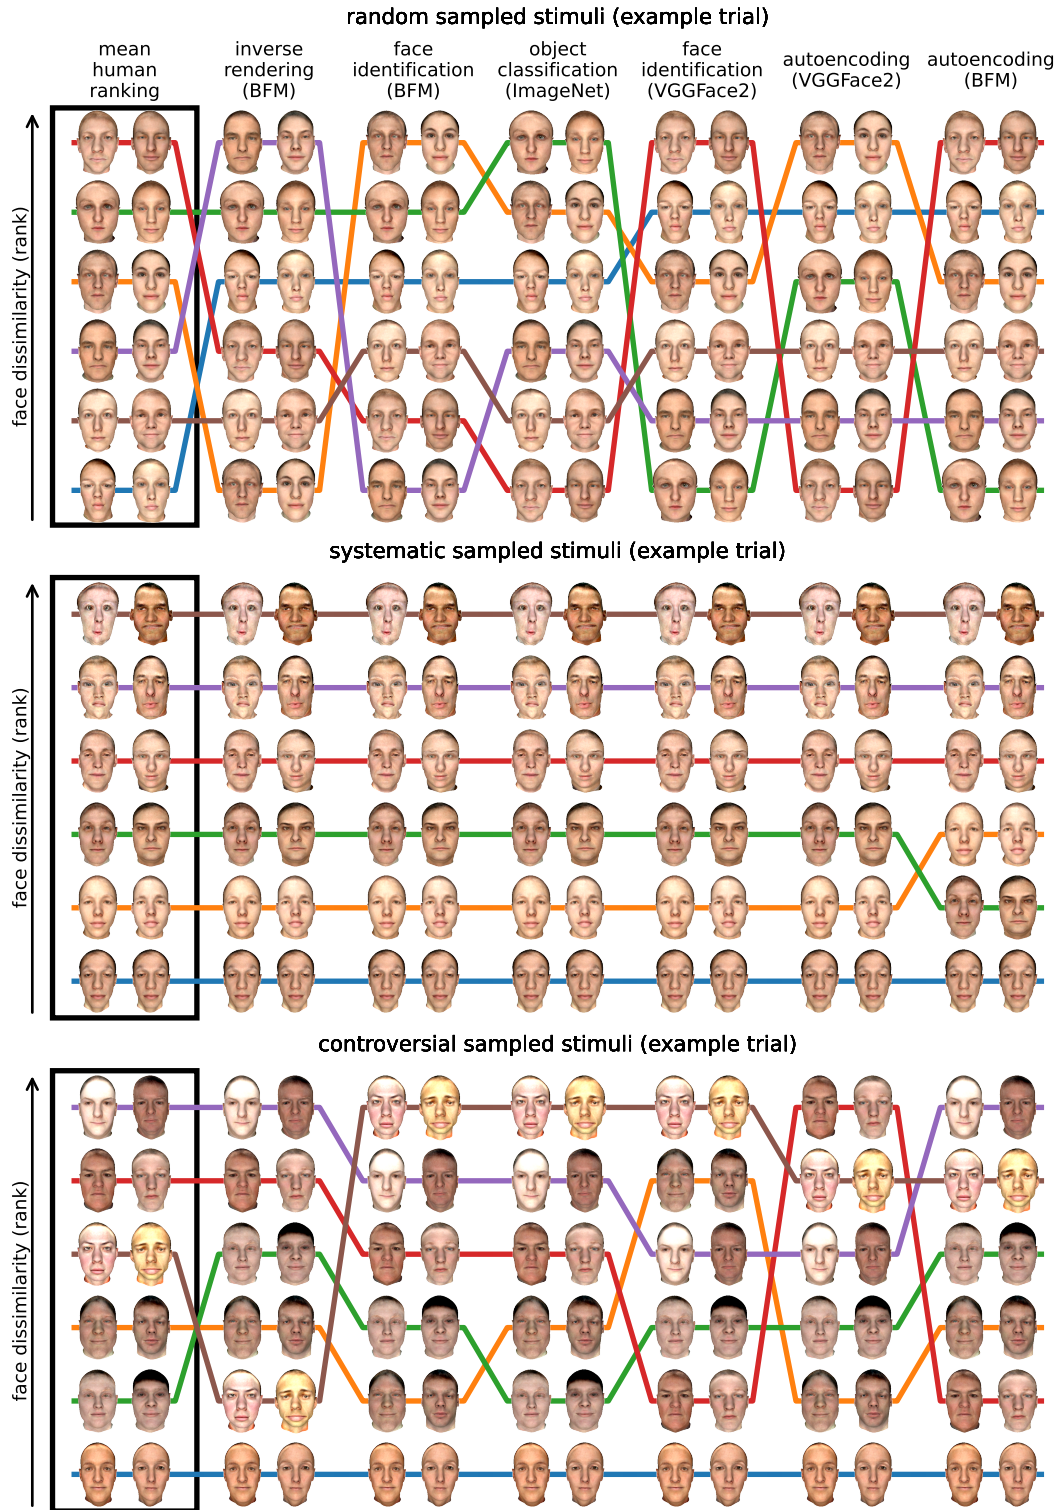 random sampled stimuli (example trial)
mean
human
ranking
inverse
rendering
(BFM)
face
identification
(BFM)
object
classification
(ImageNet)
face
identification
(VGGFace2)
autoencoding
(VGGFace2)
autoencoding
(BFM)
face dissimilarity (rank)
systematic sampled stimuli (example trial)
face dissimilarity (rank)
controversial sampled stimuli (example trial)
face dissimilarity (rank)